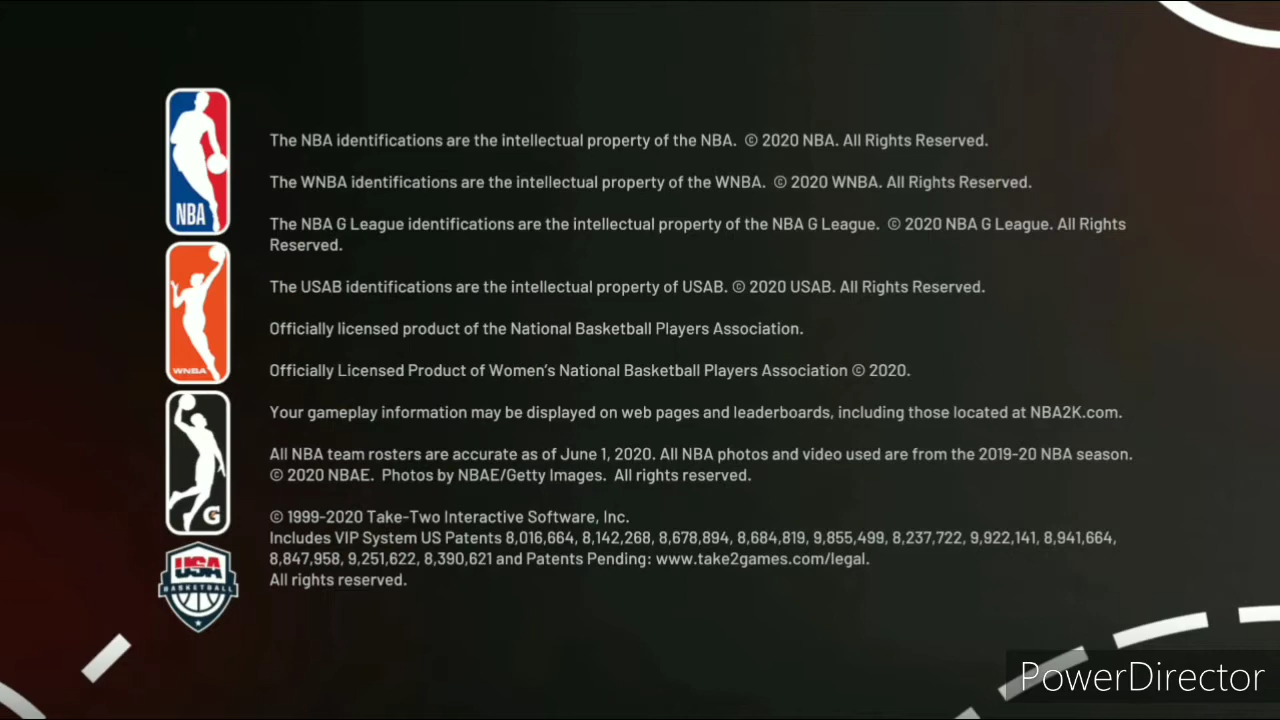 NBA
The NBA identifications are the intellectual property of the NBA.  © 2020 NBA. All Rights Reserved.
The WNBA identifications are the intellectual property of the WNBA.  © 2020 WNBA. All Rights Reserved.
The NBA G League identifications are the intellectual property of the NBA G League.  © 2020 NBA G League. All Rights
Reserved.
WNBA
The USAB identifications are the intellectual property of USAB. © 2020 USAB. All Rights Reserved.
Officially licensed product of the National Basketball Players Association.
Officially Licensed Product of Women’s National Basketball Players Association © 2020.
Your gameplay information may be displayed on web pages and leaderboards, including those located at NBA2K.com.
All NBA team rosters are accurate as of June 1, 2020. All NBA photos and video used are from the 2019-20 NBA season.
© 2020 NBAE.  Photos by NBAE/Getty Images.  All rights reserved.
G
© 1999-2020 Take-Two Interactive Software, Inc.
Includes VIP System US Patents 8,016,664, 8,142,268, 8,678,894, 8,684,819, 9,855,499, 8,237,722, 9,922,141, 8,941,664,
8,847,958, 9,251,622, 8,390,621 and Patents Pending: www.take2games.com/legal.
All rights reserved.
USA
BASKETBALL
PowerDirector